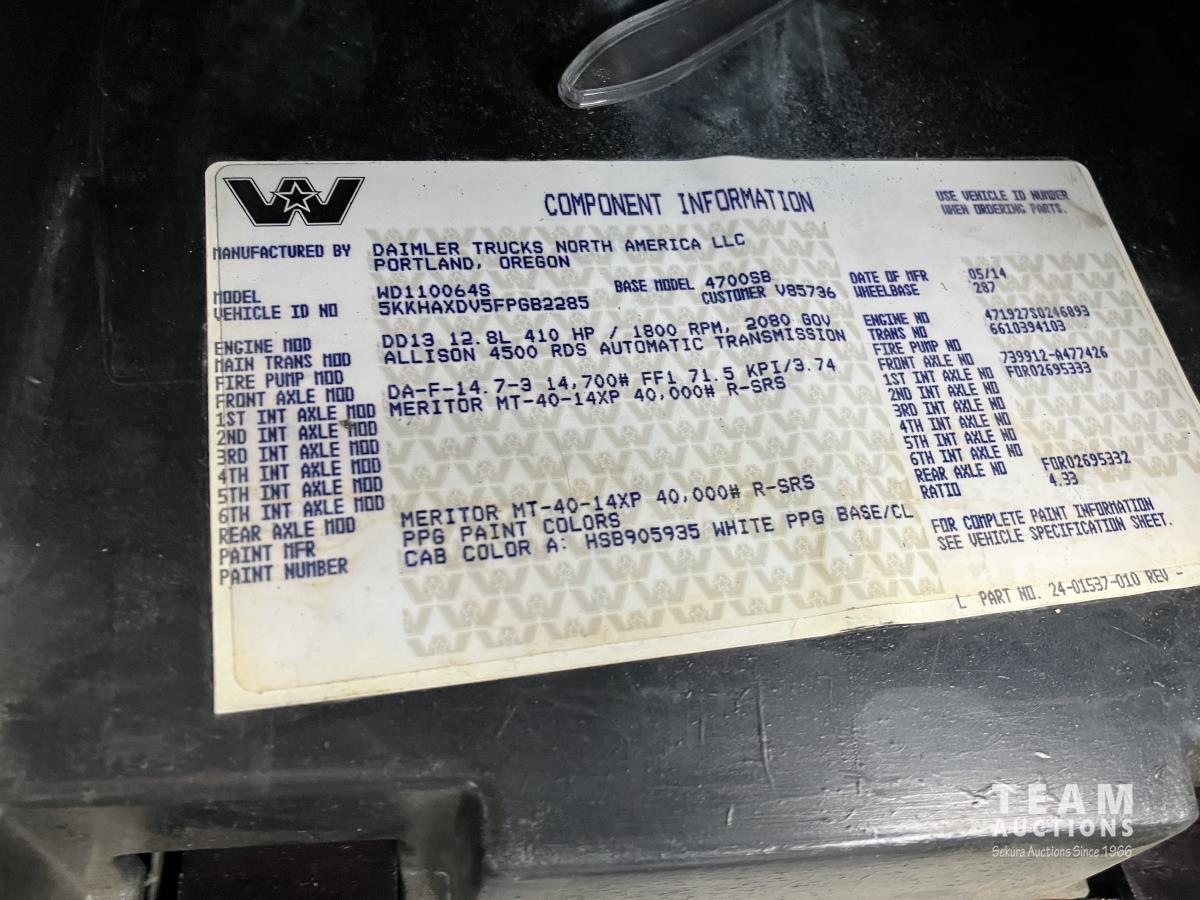 COMPONENT INFORMATION
USE VEHICLE ID NUMBER
WHEN ORDERING PARTS.
MANUFACTURED BY DAIMLER TRUCKS NORTH AMERICA LLC
PORTLAND, OREGON
MODEL WD110064S BASE MODEL 4700SB DATE OF MFR 05/14
VEHICLE ID NO 5KKHAXDV5FPGB2285 CUSTOMER V85736 WHEELBASE 287
ENGINE MOD DD13 12.8L 410 HP / 1800 RPM, 2080 GOV ENGINE NO 471927S0246893
MAIN TRANS MOD ALLISON 4500 RDS AUTOMATIC TRANSMISSION TRANS NO 6610394103
FIRE PUMP MOD FIRE PUMP NO
FRONT AXLE MOD DA-F-14.7-3 14,700# FF1 71.5 KPI/3.74 FRONT AXLE NO 739912-A477426
1ST INT AXLE MOD MERITOR MT-40-14XP 40,000# R-SRS 1ST INT AXLE NO FOR02695333
2ND INT AXLE MOD 2ND INT AXLE NO
3RD INT AXLE MOD 3RD INT AXLE NO
4TH INT AXLE MOD 4TH INT AXLE NO
5TH INT AXLE MOD 5TH INT AXLE NO
6TH INT AXLE MOD 6TH INT AXLE NO
REAR AXLE MOD MERITOR MT-40-14XP 40,000# R-SRS REAR AXLE NO FOR02695332
PAINT MFR PPG PAINT COLORS RATIO 4.33
PAINT NUMBER CAB COLOR A: HSB905935 WHITE PPG BASE/CL
FOR COMPLETE PAINT INFORMATION
SEE VEHICLE SPECIFICATION SHEET.
L PART NO. 24-01537-010 REV -
TEAM
AUCTIONS
Sekura Auctions Since 1966